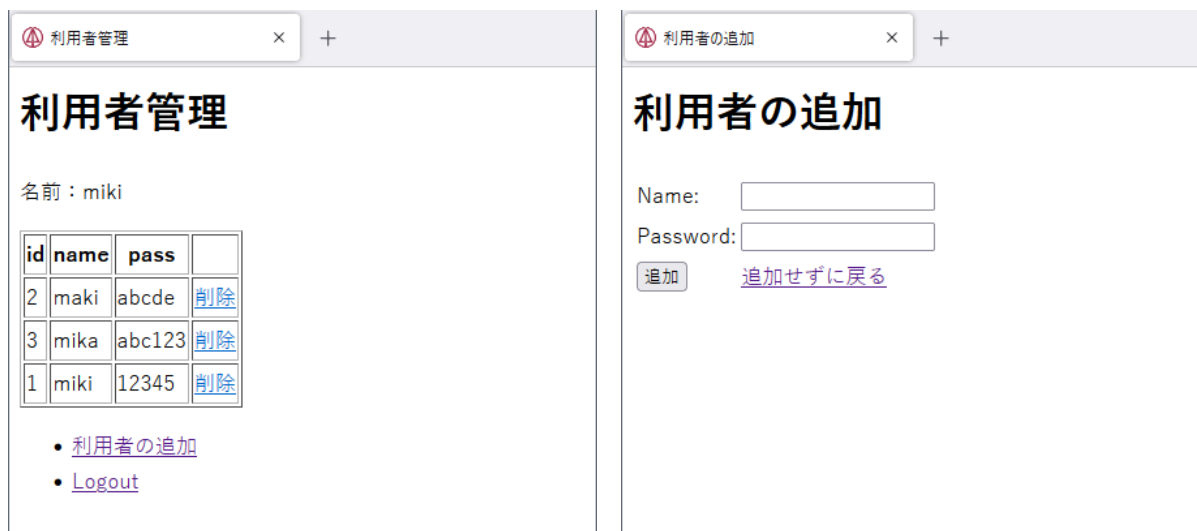 利用者管理
利用者管理
名前：miki
id name pass
2 maki abcde 削除
3 mika abc123 削除
1 miki 12345 削除
• 利用者の追加
• Logout
利用者の追加
利用者の追加
Name:
Password:
追加 追加せずに戻る